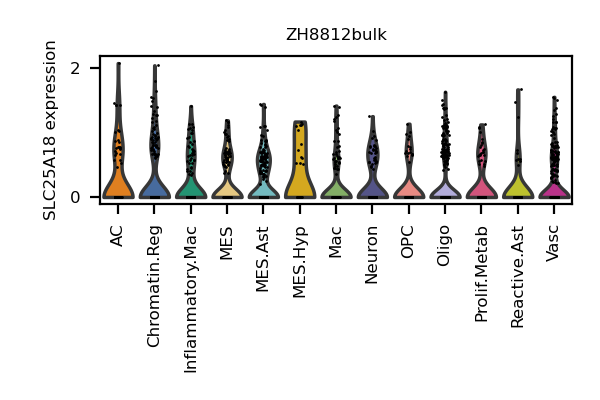 ZH8812bulk
SLC25A18 expression
2
0
AC
Chromatin.Reg
Inflammatory.Mac
MES
MES.Ast
MES.Hyp
Mac
Neuron
OPC
Oligo
Prolif.Metab
Reactive.Ast
Vasc